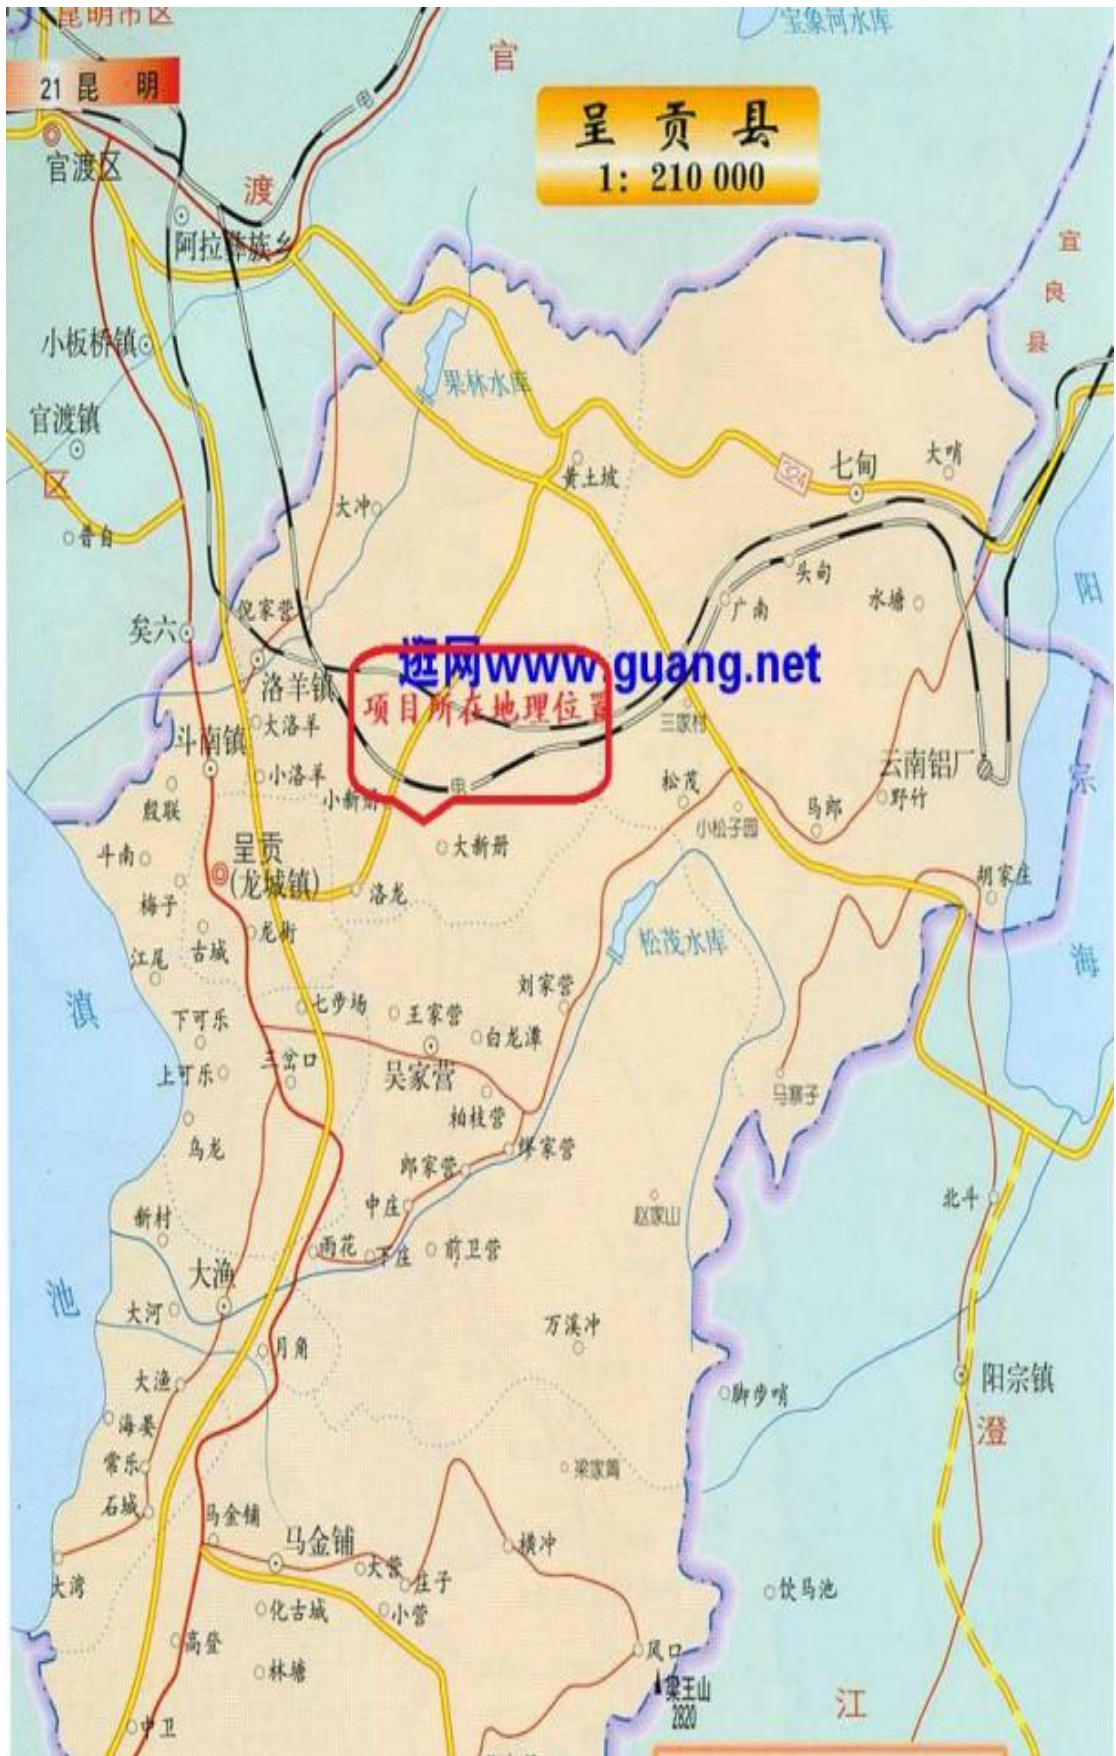 昆明市区
宝象河水库
官
21 昆 明
呈 贡 县
1: 210 000
官渡区
渡
阿拉彝族乡
宜
良
县
小板桥镇
果林水库
官渡镇
区
324
七甸
大哨
黄土坡
大冲
普自
头甸
阳
倪家营
广南
水塘
矣六
逛网www.guang.net
洛羊镇
项目所在地理位置
大洛羊
三家村
斗南镇
云南铝厂
小洛羊
松茂
宗
殷联
小新册
马郎
野竹
小松子园
斗南
呈贡
(龙城镇)
大新册
胡家庄
梅子
洛龙
古城
龙街
松茂水库
江尾
海
刘家营
滇
七步场
王家营
下可乐
白龙潭
三岔口
上可乐
吴家营
马寨子
柏枝营
乌龙
缪家营
郎家营
中庄
赵家山
北斗
新村
雨花
下庄
前卫营
大渔
池
大河
万溪冲
月角
阳宗镇
大渔
脚步哨
海晏
澄
常乐
梁家箐
石城
马金铺
马金铺
横冲
大湾
大营
庄子
饮马池
化古城
小营
高登
风口
林塘
梁王山
2820
江
中卫